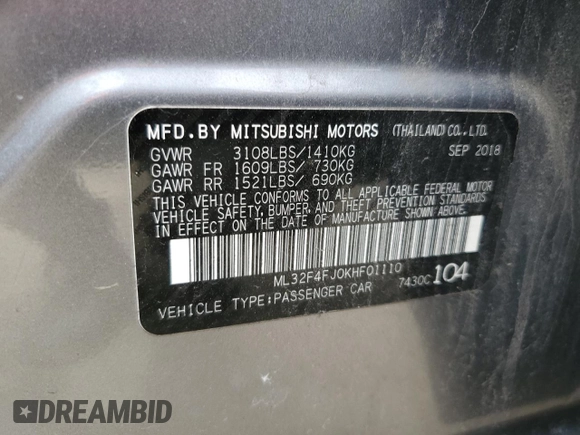 MFD.BY MITSUBISHI MOTORS (THAILAND) CO., LTD.
GVWR 3108LBS/1410KG SEP 2018
GAWR FR 1609LBS/ 730KG
GAWR RR 1521LBS/ 690KG
THIS VEHICLE CONFORMS TO ALL APPLICABLE FEDERAL MOTOR
VEHICLE SAFETY, BUMPER, AND THEFT PREVENTION STANDARDS
IN EFFECT ON THE DATE OF MANUFACTURE SHOWN ABOVE.
ML32F4FJ0KHF01110
VEHICLE TYPE:PASSENGER CAR 7430C 104
DREAMBID